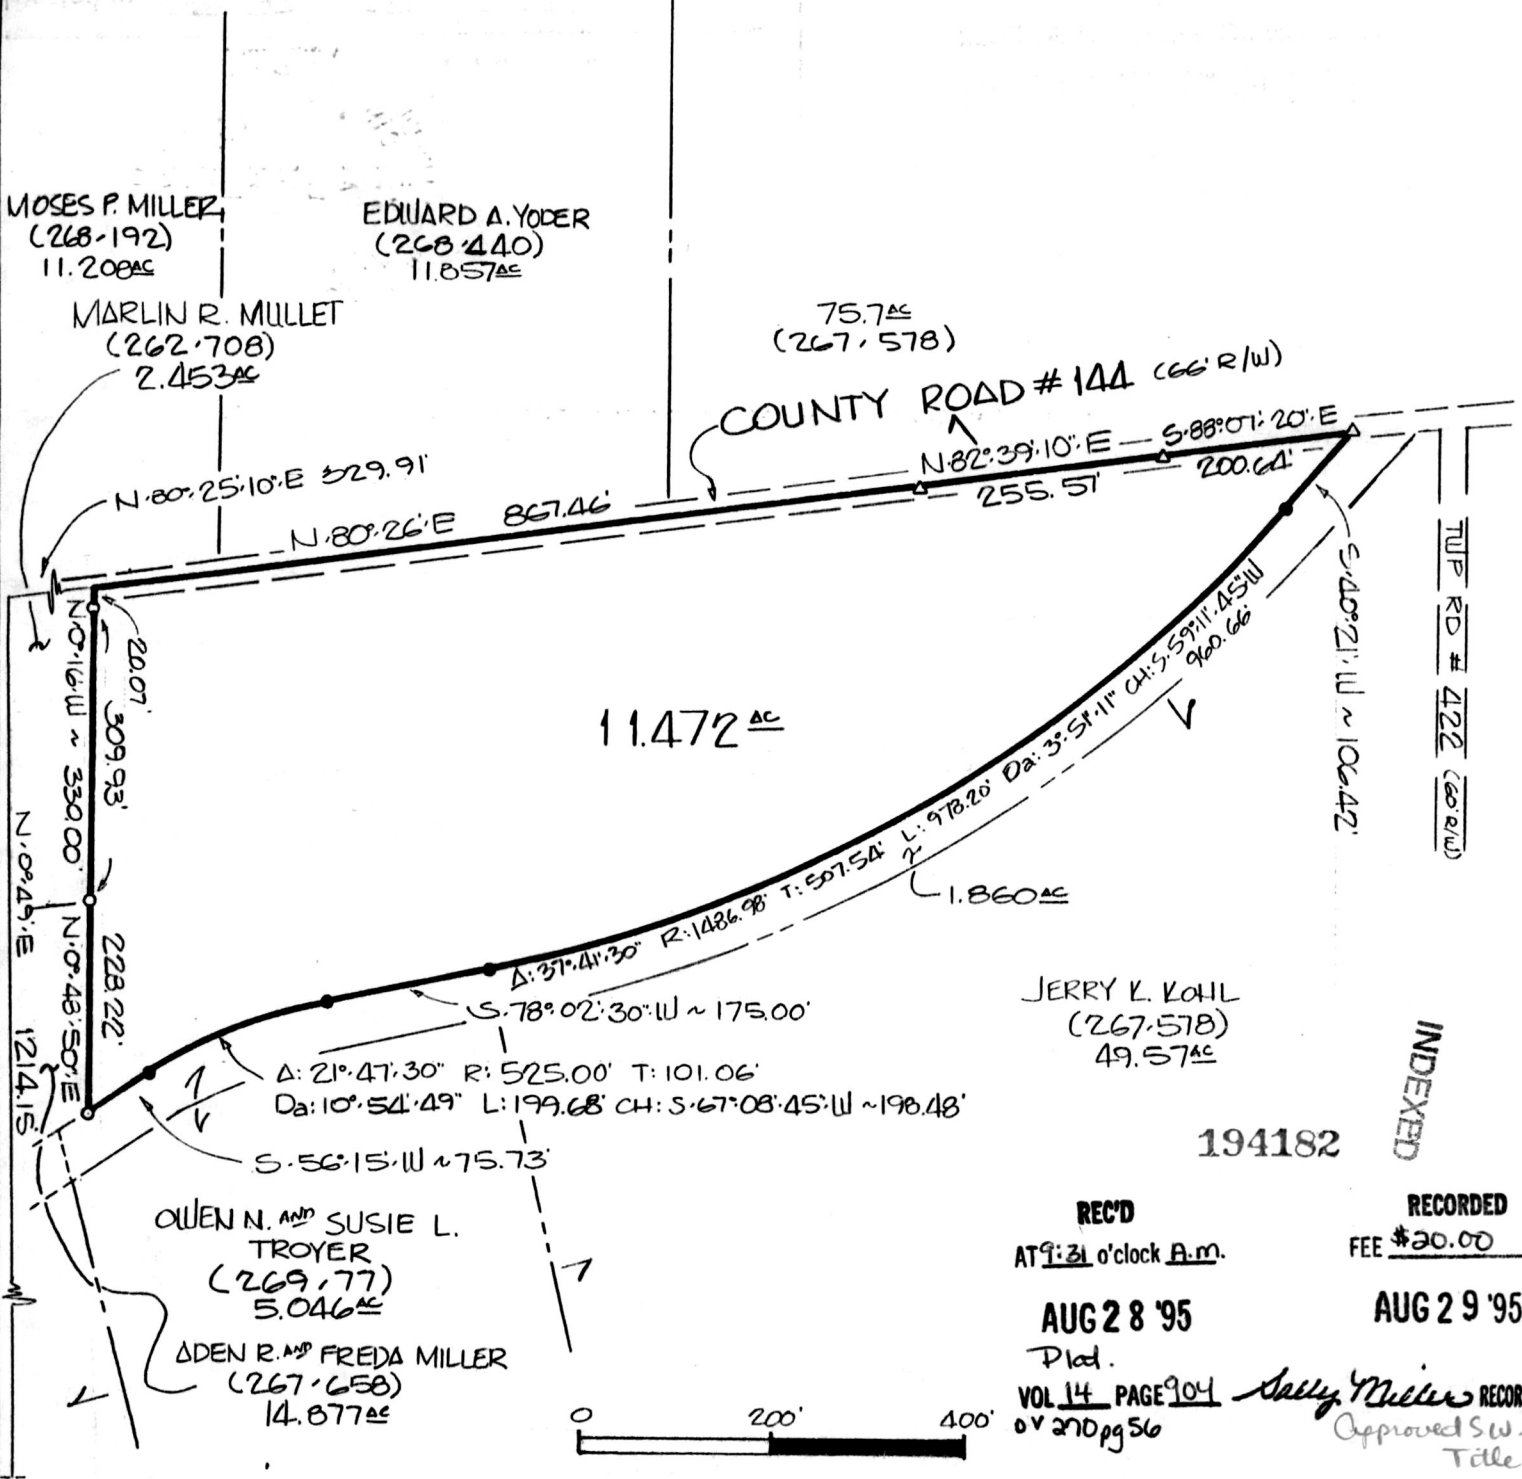 MOSES P. MILLER
(268-192)
11.208AC
EDWARD A. YODER
(268-440)
11.857AC
MARLIN R. MULLET
(262-708)
2.453AC
75.7AC
(267-578)
COUNTY ROAD # 144 (66' R/W)
N-82°-39'-10"-E
255.57'
S-88°-07'-20"-E
200.64'
N-80°-25'-10"-E 329.91'
N-80°-26'-E 867.46'
20.07'
309.93'
N-0°-16'-W ~ 330.00'
N-0°-49'-E 1214.15'
N-0°-48'-50"-E
228.22'
11.472AC
S-40°-21'-W ~ 106.42'
TWP RD # 422 (60' R/W)
Δ: 37°-41'-30" R: 1486.98' T: 507.54' L: 978.20' Da: 3°-51'-11" CH: S-59°-11'-45"W
960.66'
1.860AC
S-78°-02'-30"-W ~ 175.00'
Δ: 21°-47'-30" R: 525.00' T: 101.06'
Da: 10°-54'-49" L: 199.68' CH: S-67°-08'-45"-W ~ 198.48'
S-56°-15'-W ~ 75.73'
JERRY K. KOHL
(267-578)
49.57AC
INDEXED
194182
OWEN N. AND SUSIE L.
TROYER
(269-77)
5.046AC
ADEN R. AND FREDA MILLER
(267-658)
14.877AC
0 200' 400'
REC'D
AT 9:31 o'clock A.m.
AUG 28 '95
Plat.
VOL 14 PAGE 904
OV 270 pg 56
RECORDED
FEE $20.00
AUG 29 '95
Sally Miller RECOR
Approved S.W.
Title